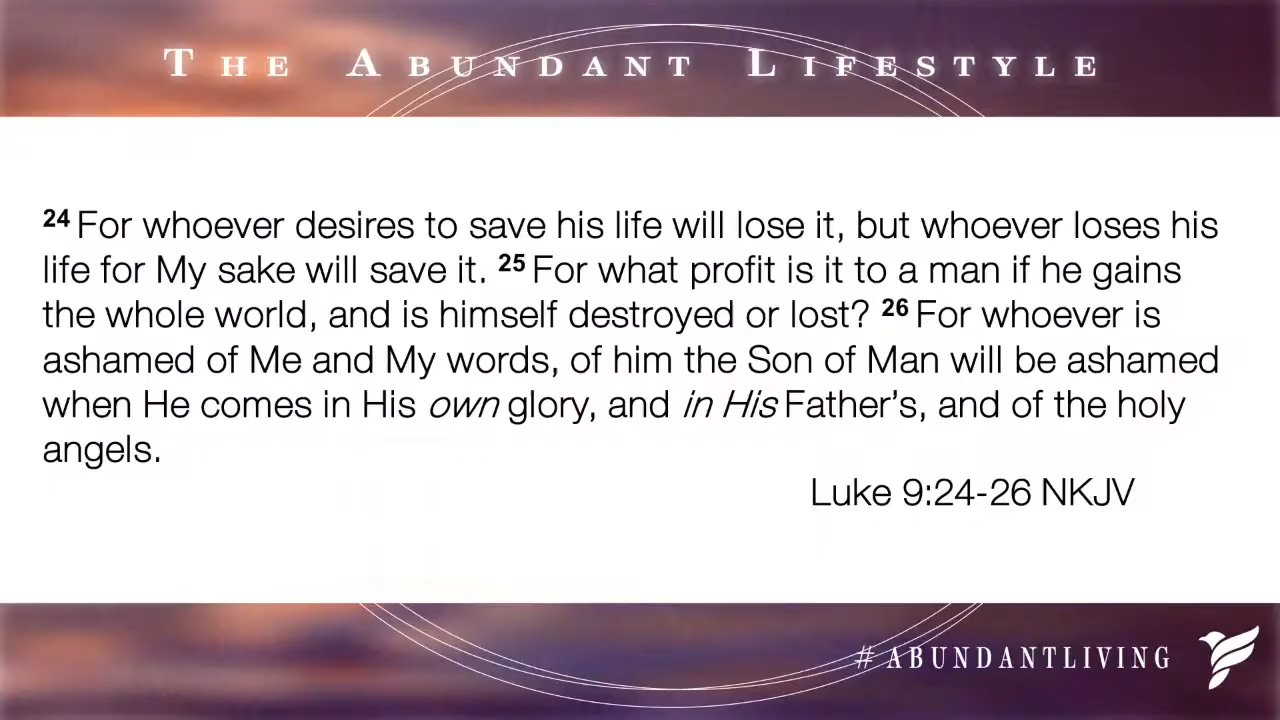 THE ABUNDANT LIFESTYLE
24 For whoever desires to save his life will lose it, but whoever loses his
life for My sake will save it. 25 For what profit is it to a man if he gains
the whole world, and is himself destroyed or lost? 26 For whoever is
ashamed of Me and My words, of him the Son of Man will be ashamed
when He comes in His own glory, and in His Father’s, and of the holy
angels.
Luke 9:24-26 NKJV
#ABUNDANTLIVING